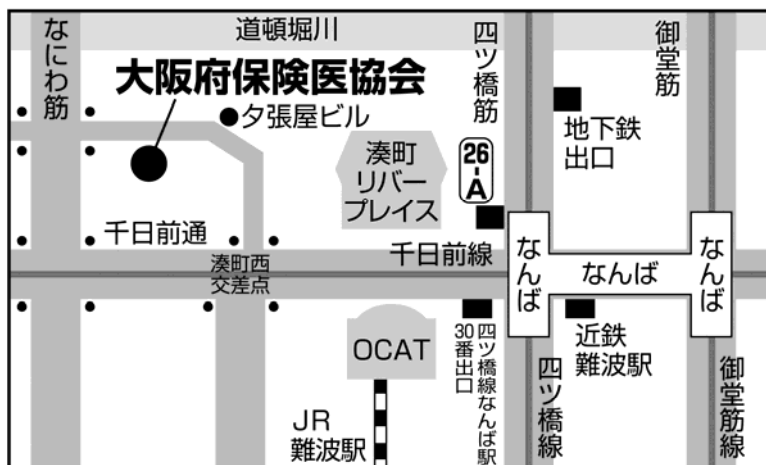 道頓堀川
なにわ筋
四ツ橋筋
御堂筋
大阪府保険医協会
夕張屋ビル
地下鉄
出口
湊町
リバー
プレイス
26-A
千日前通
千日前線
湊町西
交差点
なんば
なんば
なんば
OCAT
四ツ橋線なんば駅
30番出口
近鉄
難波駅
四ツ橋線
御堂筋線
JR
難波駅